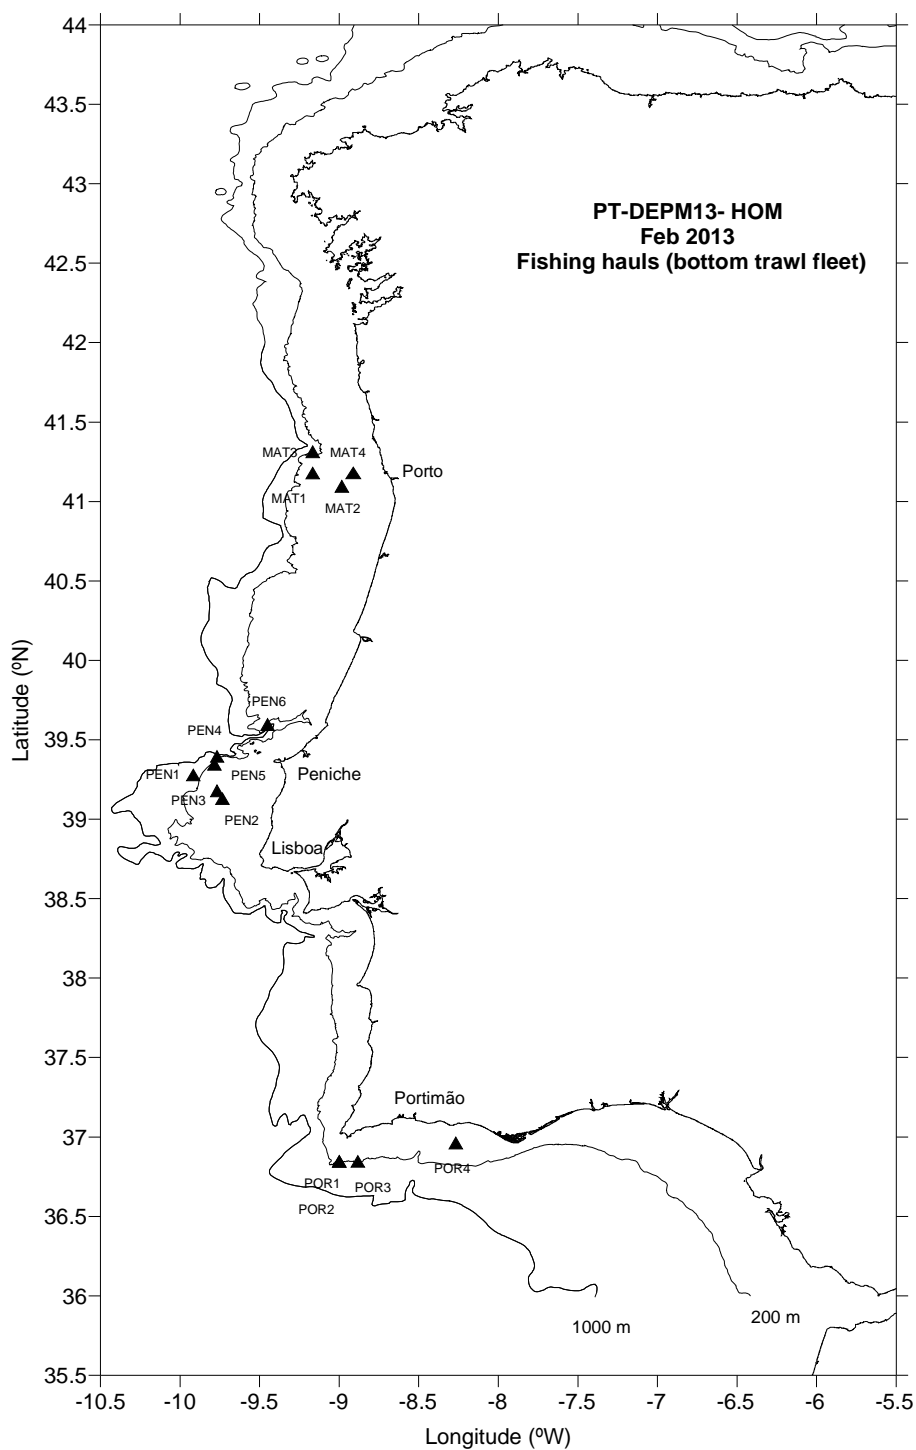 44
43.5
43
42.5
42
41.5
41
40.5
40
39.5
39
38.5
38
37.5
37
36.5
36
35.5
Latitude (ºN)
PT-DEPM13- HOM
Feb 2013
Fishing hauls (bottom trawl fleet)
MAT3
MAT4
Porto
MAT1
MAT2
PEN6
PEN4
PEN1
PEN5
Peniche
PEN3
PEN2
Lisboa
Portimão
POR1
POR3
POR4
POR2
1000 m
200 m
-10.5
-10
-9.5
-9
-8.5
-8
-7.5
-7
-6.5
-6
-5.5
Longitude (ºW)